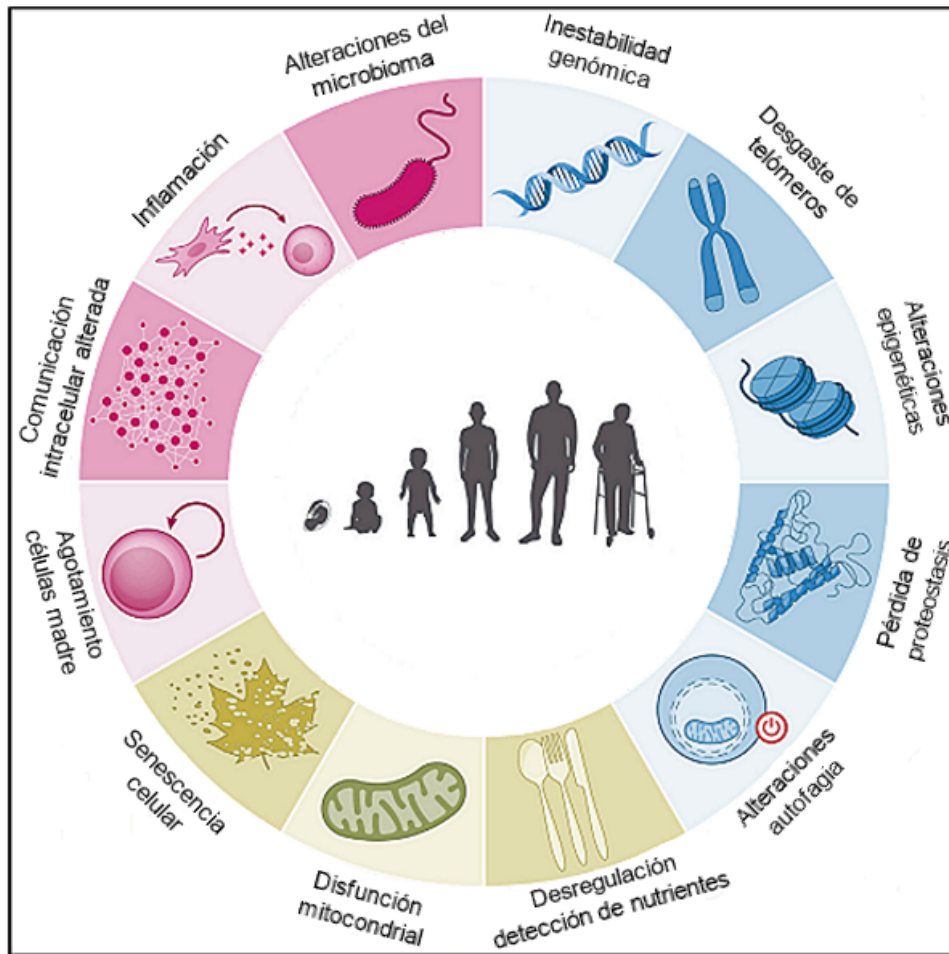 Alteraciones del
microbioma
Inestabilidad
genómica
Desgaste de
telómeros
Alteraciones
epigenéticas
Pérdida de
proteostasis
Alteraciones
autofagia
Desregulación
detección de nutrientes
Disfunción
mitocondrial
Senescencia
celular
Agotamiento
células madre
Comunicación
intracelular alterada
Inflamación